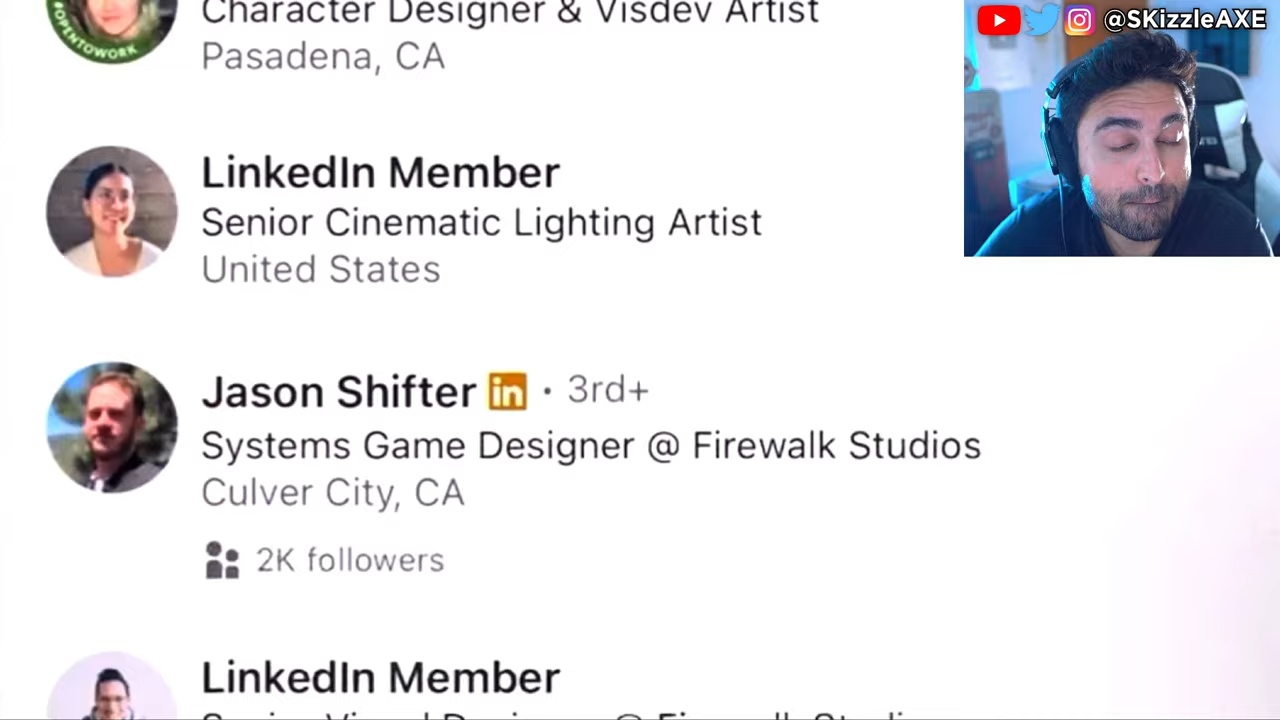 @SKizzleAXE
Character Designer & Visdev Artist
#OPENTOWORK
Pasadena, CA
LinkedIn Member
Senior Cinematic Lighting Artist
United States
Jason Shifter in • 3rd+
Systems Game Designer @ Firewalk Studios
Culver City, CA
2K followers
LinkedIn Member